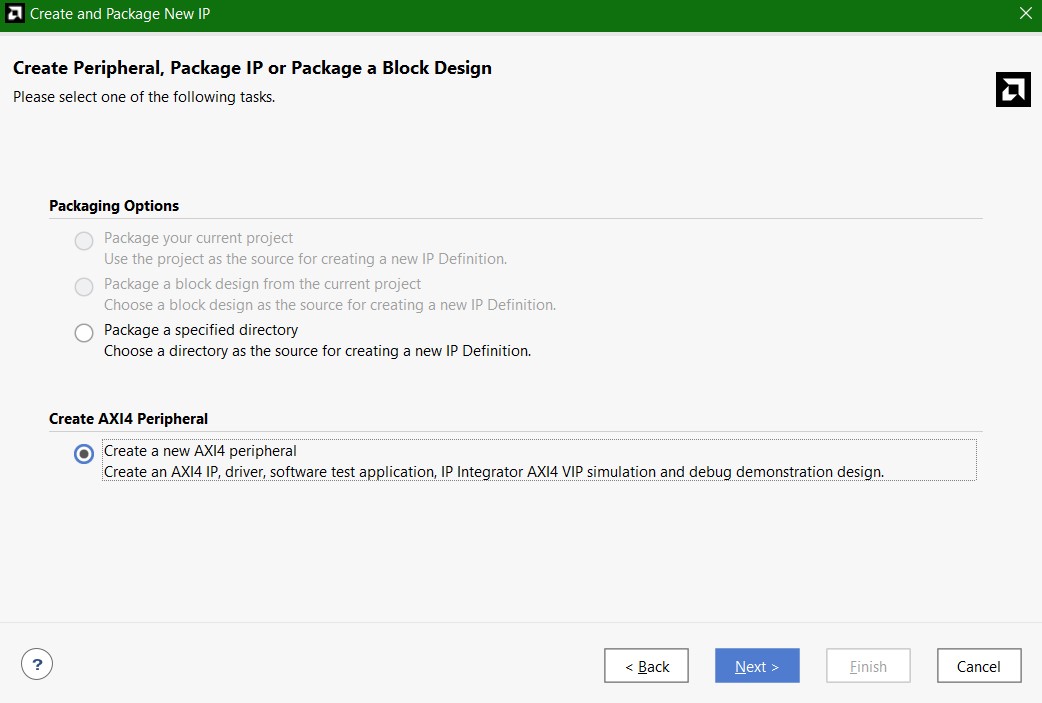 Create and Package New IP
Create Peripheral, Package IP or Package a Block Design
Please select one of the following tasks.
Packaging Options
Package your current project
Use the project as the source for creating a new IP Definition.
Package a block design from the current project
Choose a block design as the source for creating a new IP Definition.
Package a specified directory
Choose a directory as the source for creating a new IP Definition.
Create AXI4 Peripheral
Create a new AXI4 peripheral
Create an AXI4 IP, driver, software test application, IP Integrator AXI4 VIP simulation and debug demonstration design.
? < Back Next > Finish Cancel